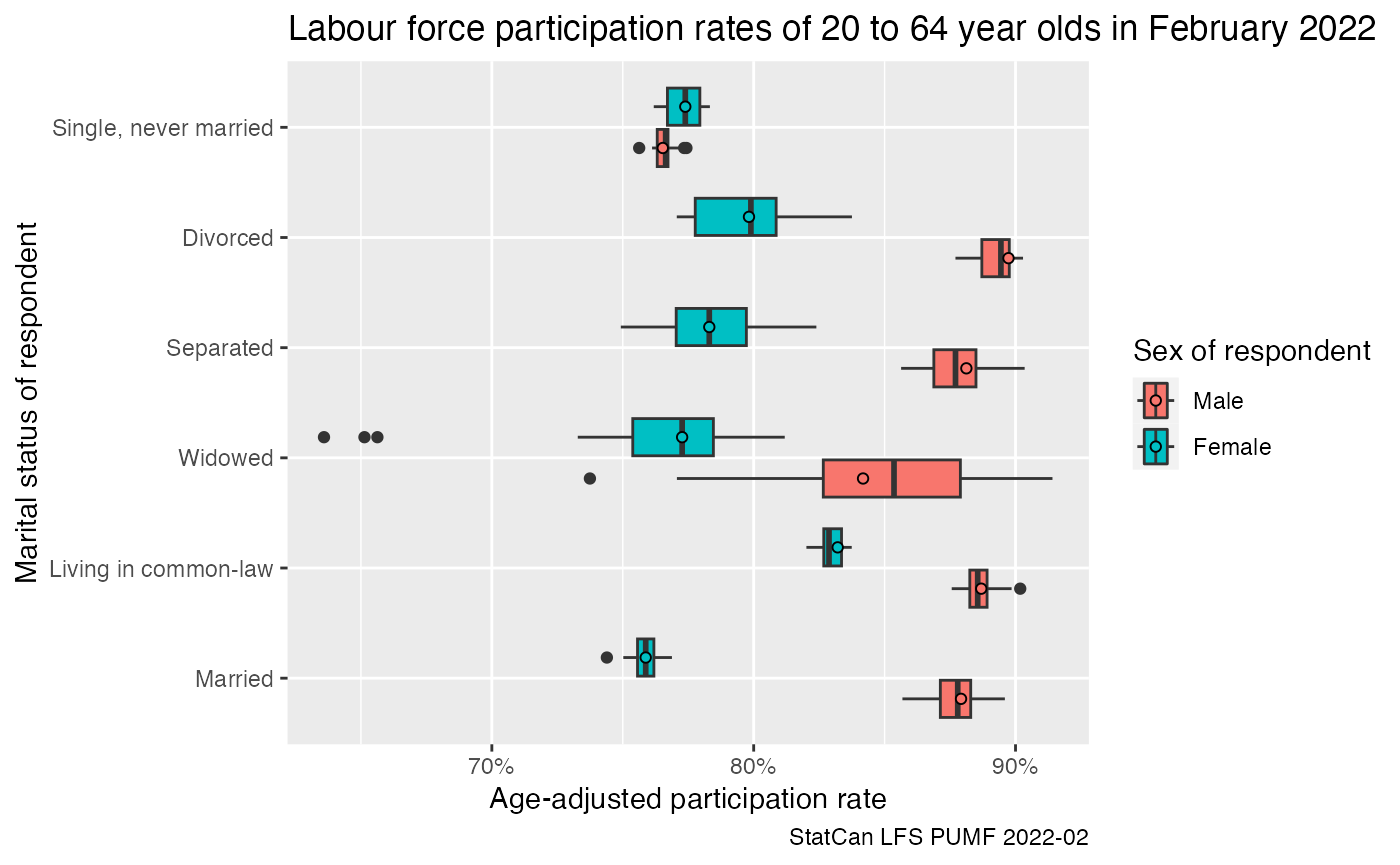 Labour force participation rates of 20 to 64 year olds in February 2022
Marital status of respondent
Single, never married
Divorced
Separated
Widowed
Living in common-law
Married
70%
80%
90%
Age-adjusted participation rate
StatCan LFS PUMF 2022-02
Sex of respondent
Male
Female